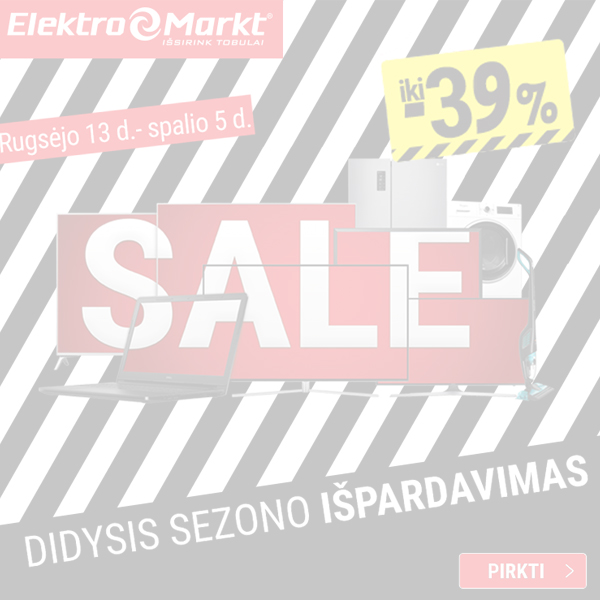 Elektro Markt®
IŠSIRINK TOBULAI
iki
-39%
Rugsėjo 13 d.- spalio 5 d.
SALE
DIDYSIS SEZONO IŠPARDAVIMAS
PIRKTI >